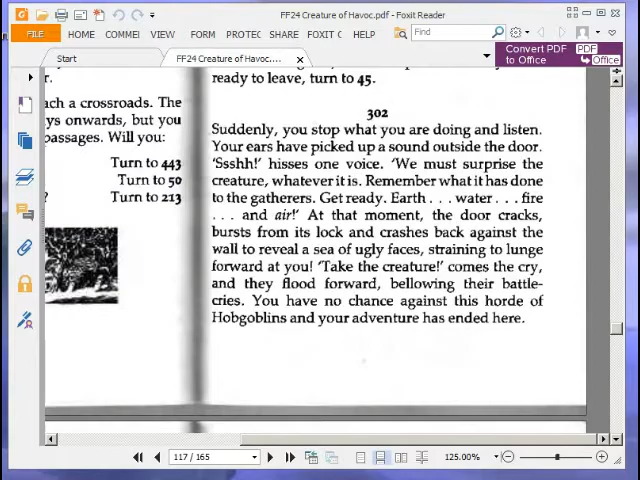 FF24 Creature of Havoc.pdf - Foxit Reader
FILE HOME COMMEI VIEW FORM PROTEC SHARE FOXIT C HELP Find
Start FF24 Creature of Havoc....
Convert PDF to Office
PDF Office
r.
ach a crossroads. The
ys onwards, but you
passages. Will you:
Turn to 443
Turn to 50
? Turn to 213
ready to leave, turn to 45.
302
Suddenly, you stop what you are doing and listen.
Your ears have picked up a sound outside the door.
'Ssshh!' hisses one voice. 'We must surprise the
creature, whatever it is. Remember what it has done
to the gatherers. Get ready. Earth . . . water . . . fire
. . . and air!' At that moment, the door cracks,
bursts from its lock and crashes back against the
wall to reveal a sea of ugly faces, straining to lunge
forward at you! 'Take the creature!' comes the cry,
and they flood forward, bellowing their battle-
cries. You have no chance against this horde of
Hobgoblins and your adventure has ended here.
117 / 165
125.00%